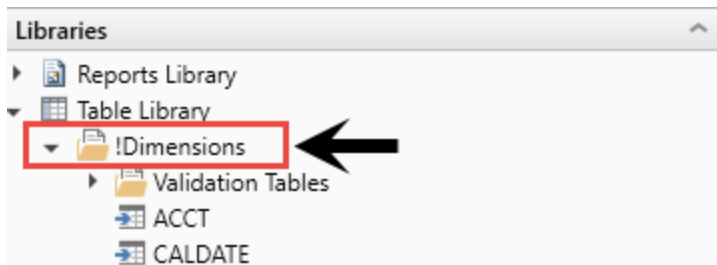 Libraries
Reports Library
Table Library
!Dimensions
Validation Tables
ACCT
CALDATE